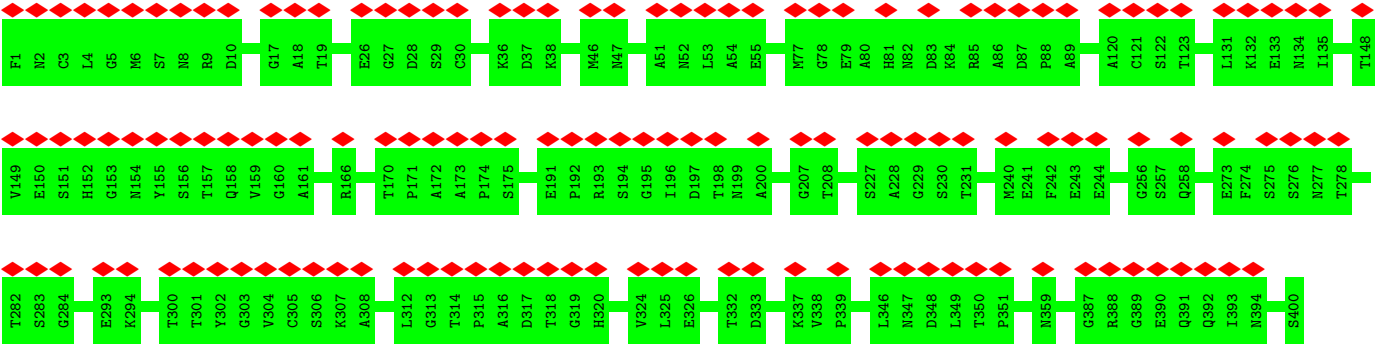 F1 N2 C3 L4 G5 M6 S7 N8 R9 D10 G17 A18 T19 E26 G27 D28 S29 C30 K36 D37 K38 M46 N47 A51 N52 L53 A54 E55 M77 G78 E79 A80 H81 N82 D83 K84 R85 A86 D87 P88 A89 A120 C121 S122 T123 L131 K132 E133 N134 I135 T148
V149 E150 S151 H152 G153 N154 Y155 S156 T157 Q158 V159 G160 A161 R166 T170 P171 A172 A173 P174 S175 E191 P192 R193 S194 G195 I196 D197 T198 N199 A200 G207 T208 S227 A228 G229 S230 T231 M240 E241 F242 E243 E244 G256 S257 Q258 E273 F274 S275 S276 N277 T278
T282 S283 G284 E293 K294 T300 T301 Y302 G303 V304 C305 S306 K307 A308 L312 G313 T314 P315 A316 D317 T318 G319 H320 V324 L325 E326 T332 D333 K337 V338 P339 L346 N347 D348 L349 T350 P351 N359 G387 R388 G389 E390 Q391 Q392 I393 N394 S400